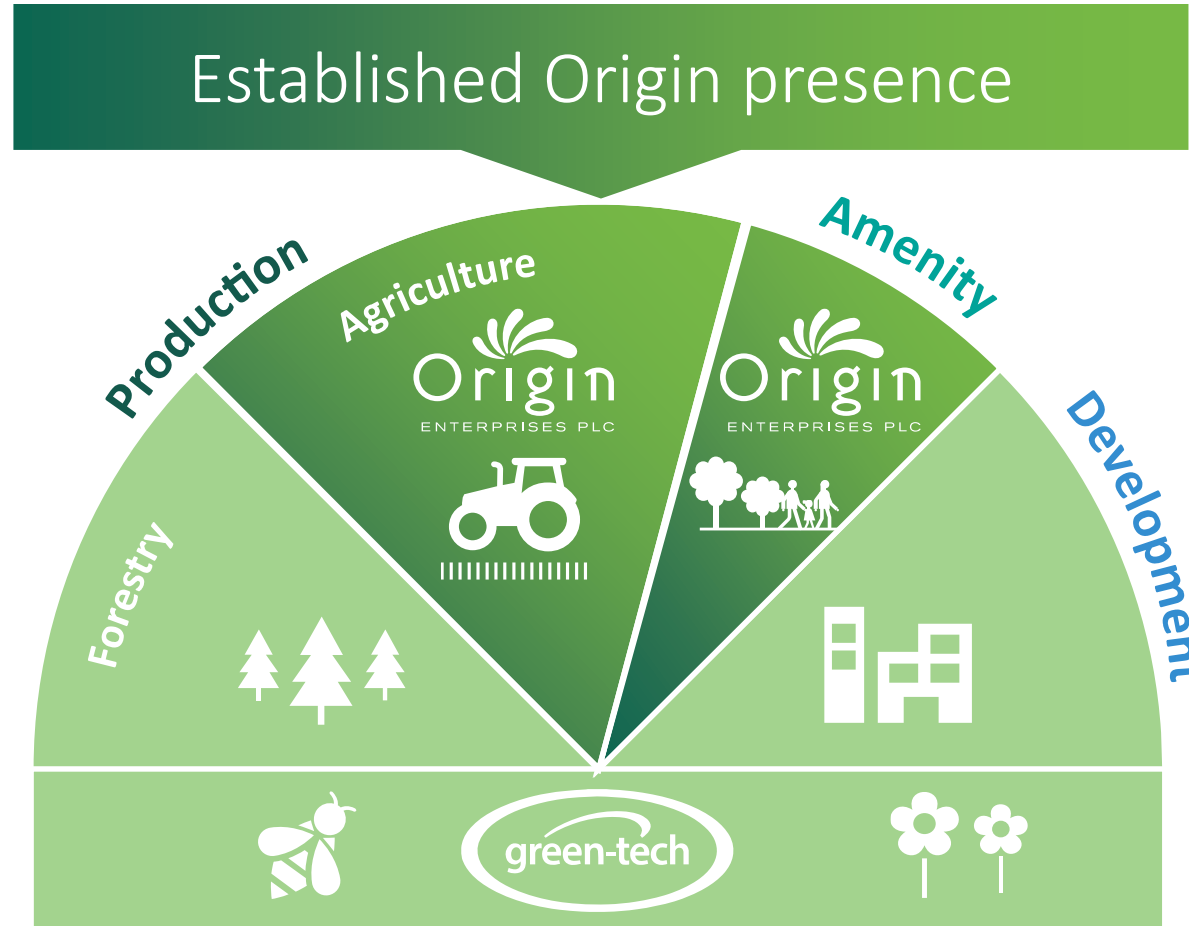 Established Origin presence
Production
Amenity
Development
Agriculture
Origin
ENTERPRISES PLC
Origin
ENTERPRISES PLC
Forestry
green-tech